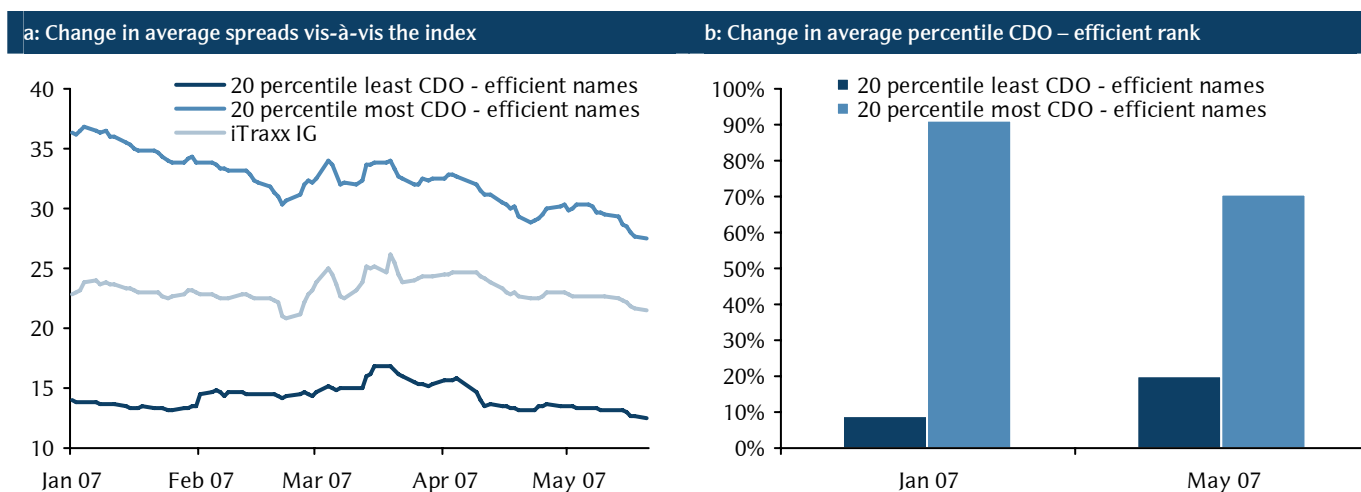 a: Change in average spreads vis-à-vis the index
20 percentile least CDO - efficient names
20 percentile most CDO - efficient names
iTraxx IG
40
35
30
25
20
15
10
Jan 07 Feb 07 Mar 07 Apr 07 May 07
b: Change in average percentile CDO – efficient rank
20 percentile least CDO - efficient names
20 percentile most CDO - efficient names
100%
90%
80%
70%
60%
50%
40%
30%
20%
10%
0%
Jan 07 May 07